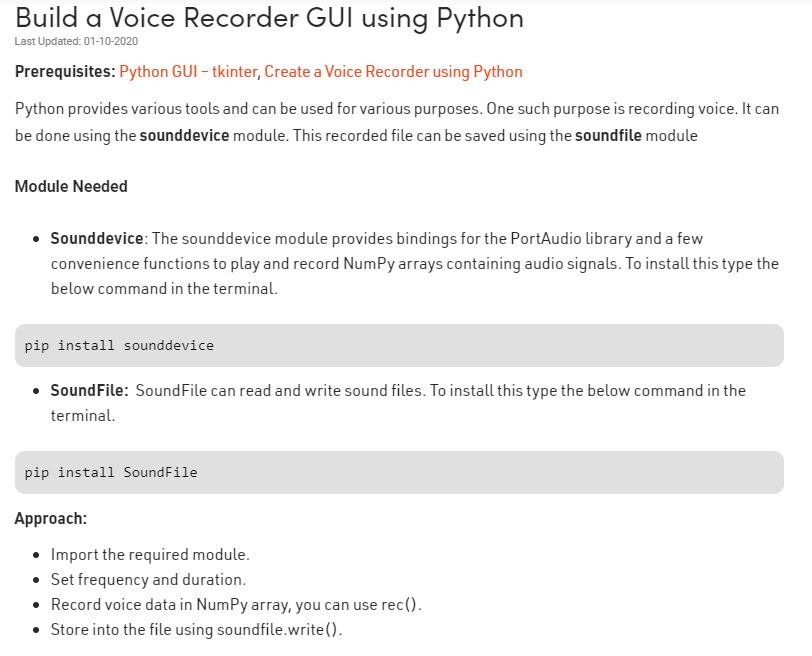 Build a Voice Recorder GUI using Python
Last Updated: 01-10-2020
Prerequisites: Python GUI – tkinter, Create a Voice Recorder using Python
Python provides various tools and can be used for various purposes. One such purpose is recording voice. It can
be done using the sounddevice module. This recorded file can be saved using the soundfile module
Module Needed
• Sounddevice: The sounddevice module provides bindings for the PortAudio library and a few
convenience functions to play and record NumPy arrays containing audio signals. To install this type the
below command in the terminal.
pip install sounddevice
• SoundFile: SoundFile can read and write sound files. To install this type the below command in the
terminal.
pip install SoundFile
Approach:
• Import the required module.
• Set frequency and duration.
• Record voice data in NumPy array, you can use rec().
• Store into the file using soundfile.write().